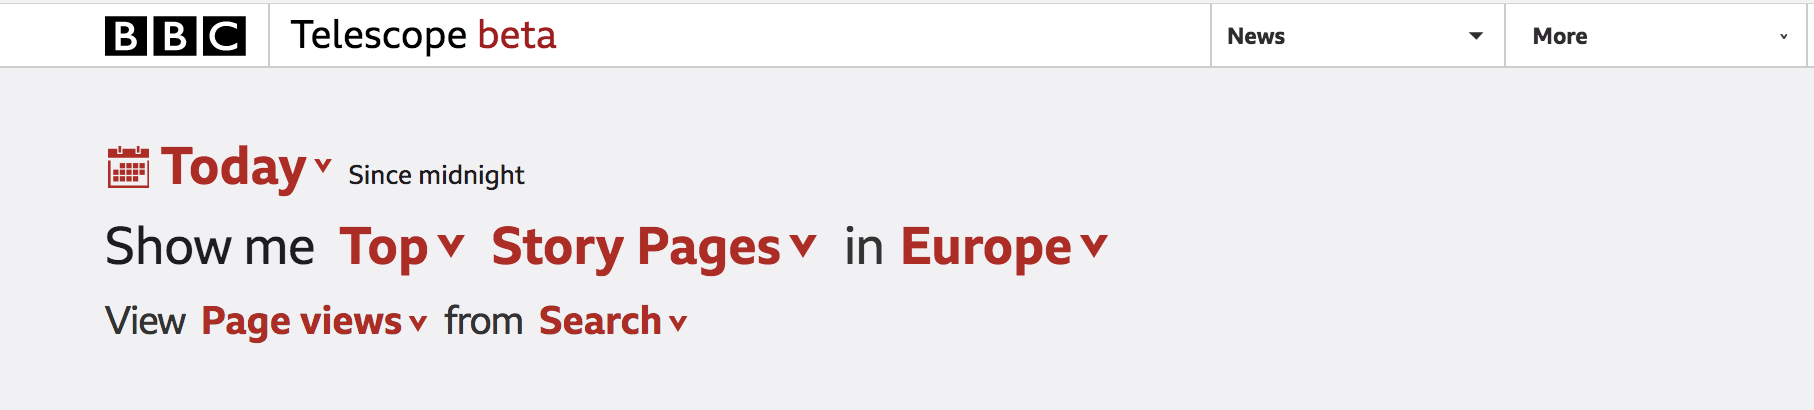 BBC Telescope beta News More
Today Since midnight
Show me Top Story Pages in Europe
View Page views from Search